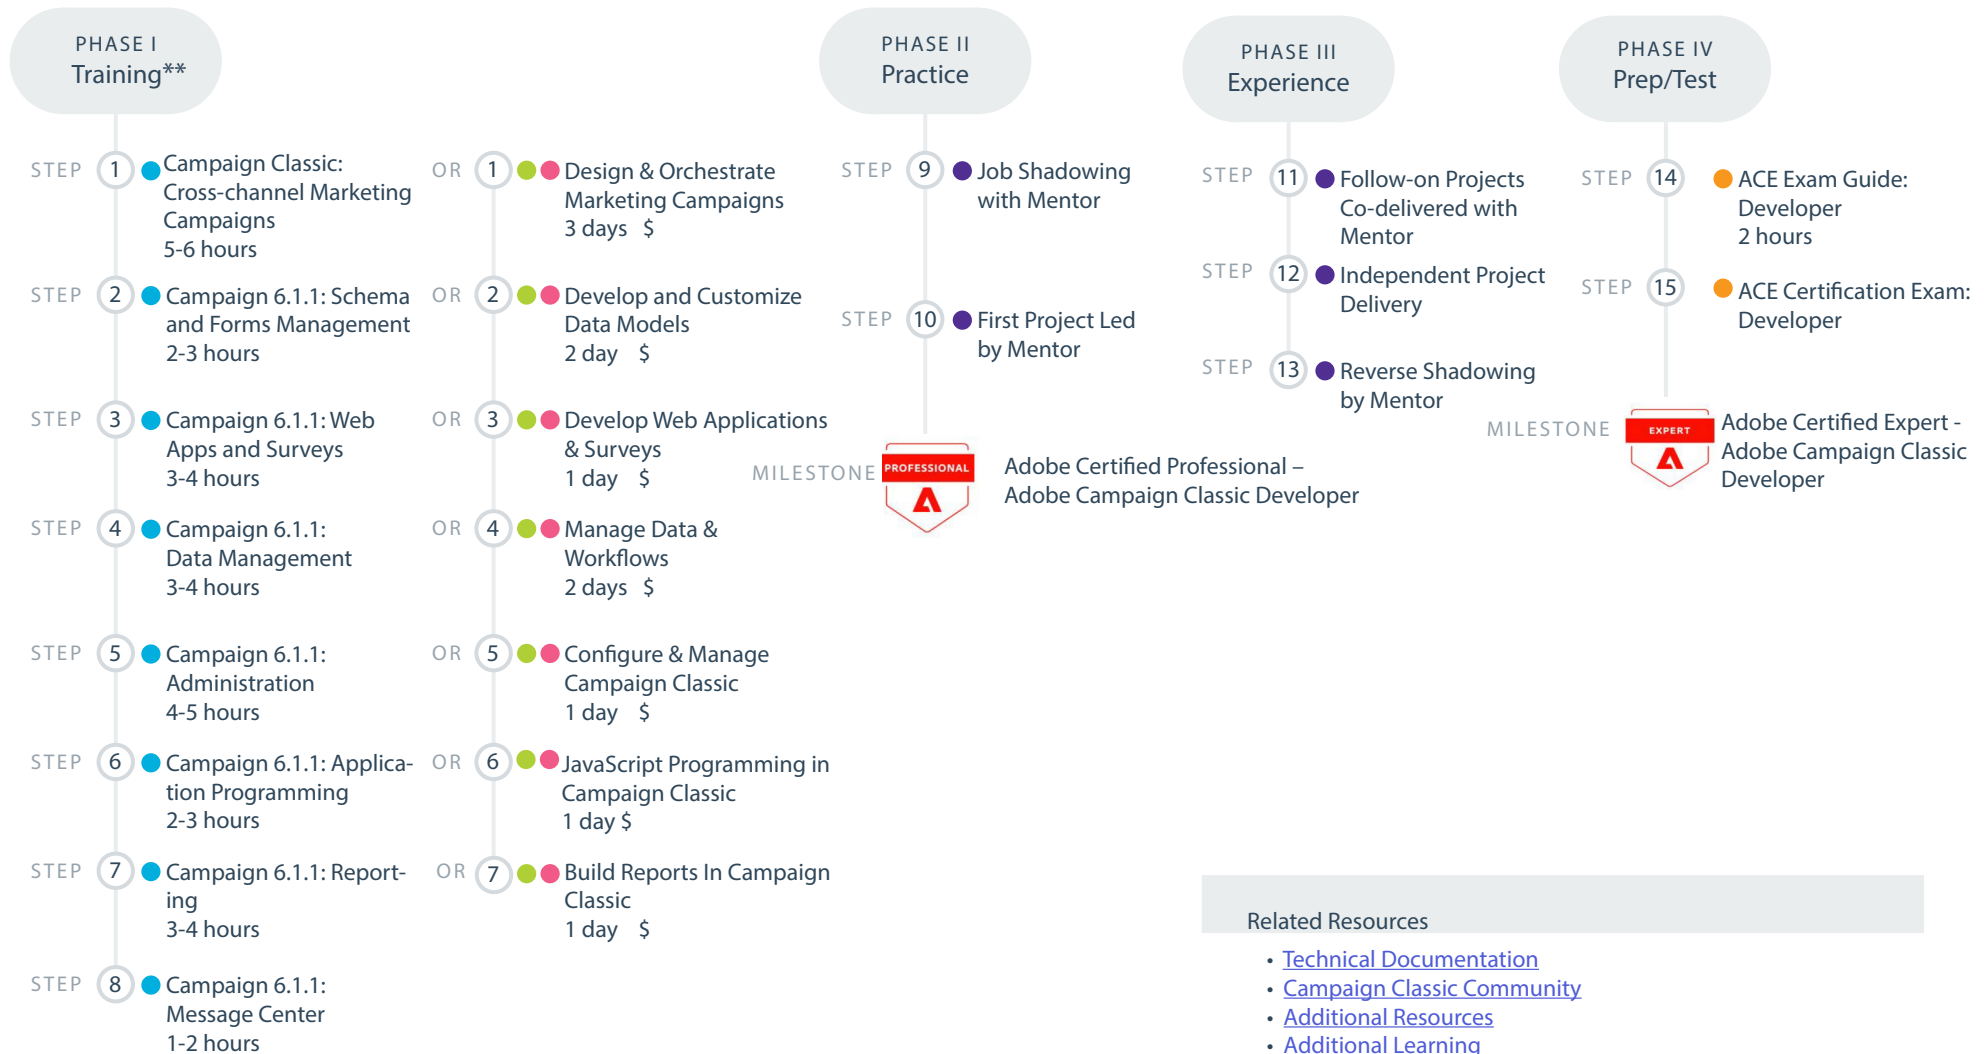 PHASE I
Training**
STEP 1 Campaign Classic:
Cross-channel Marketing
Campaigns
5-6 hours
STEP 2 Campaign 6.1.1: Schema
and Forms Management
2-3 hours
STEP 3 Campaign 6.1.1: Web
Apps and Surveys
3-4 hours
STEP 4 Campaign 6.1.1:
Data Management
3-4 hours
STEP 5 Campaign 6.1.1:
Administration
4-5 hours
STEP 6 Campaign 6.1.1: Applica-
tion Programming
2-3 hours
STEP 7 Campaign 6.1.1: Report-
ing
3-4 hours
STEP 8 Campaign 6.1.1:
Message Center
1-2 hours
OR 1 Design & Orchestrate
Marketing Campaigns
3 days $
OR 2 Develop and Customize
Data Models
2 day $
OR 3 Develop Web Applications
& Surveys
1 day $
OR 4 Manage Data &
Workflows
2 days $
OR 5 Configure & Manage
Campaign Classic
1 day $
OR 6 JavaScript Programming in
Campaign Classic
1 day $
OR 7 Build Reports In Campaign
Classic
1 day $
PHASE II
Practice
STEP 9 Job Shadowing
with Mentor
STEP 10 First Project Led
by Mentor
MILESTONE PROFESSIONAL Adobe Certified Professional –
Adobe Campaign Classic Developer
PHASE III
Experience
STEP 11 Follow-on Projects
Co-delivered with
Mentor
STEP 12 Independent Project
Delivery
STEP 13 Reverse Shadowing
by Mentor
PHASE IV
Prep/Test
STEP 14 ACE Exam Guide:
Developer
2 hours
STEP 15 ACE Certification Exam:
Developer
MILESTONE EXPERT Adobe Certified Expert -
Adobe Campaign Classic
Developer
Related Resources
• Technical Documentation
• Campaign Classic Community
• Additional Resources
• Additional Learning